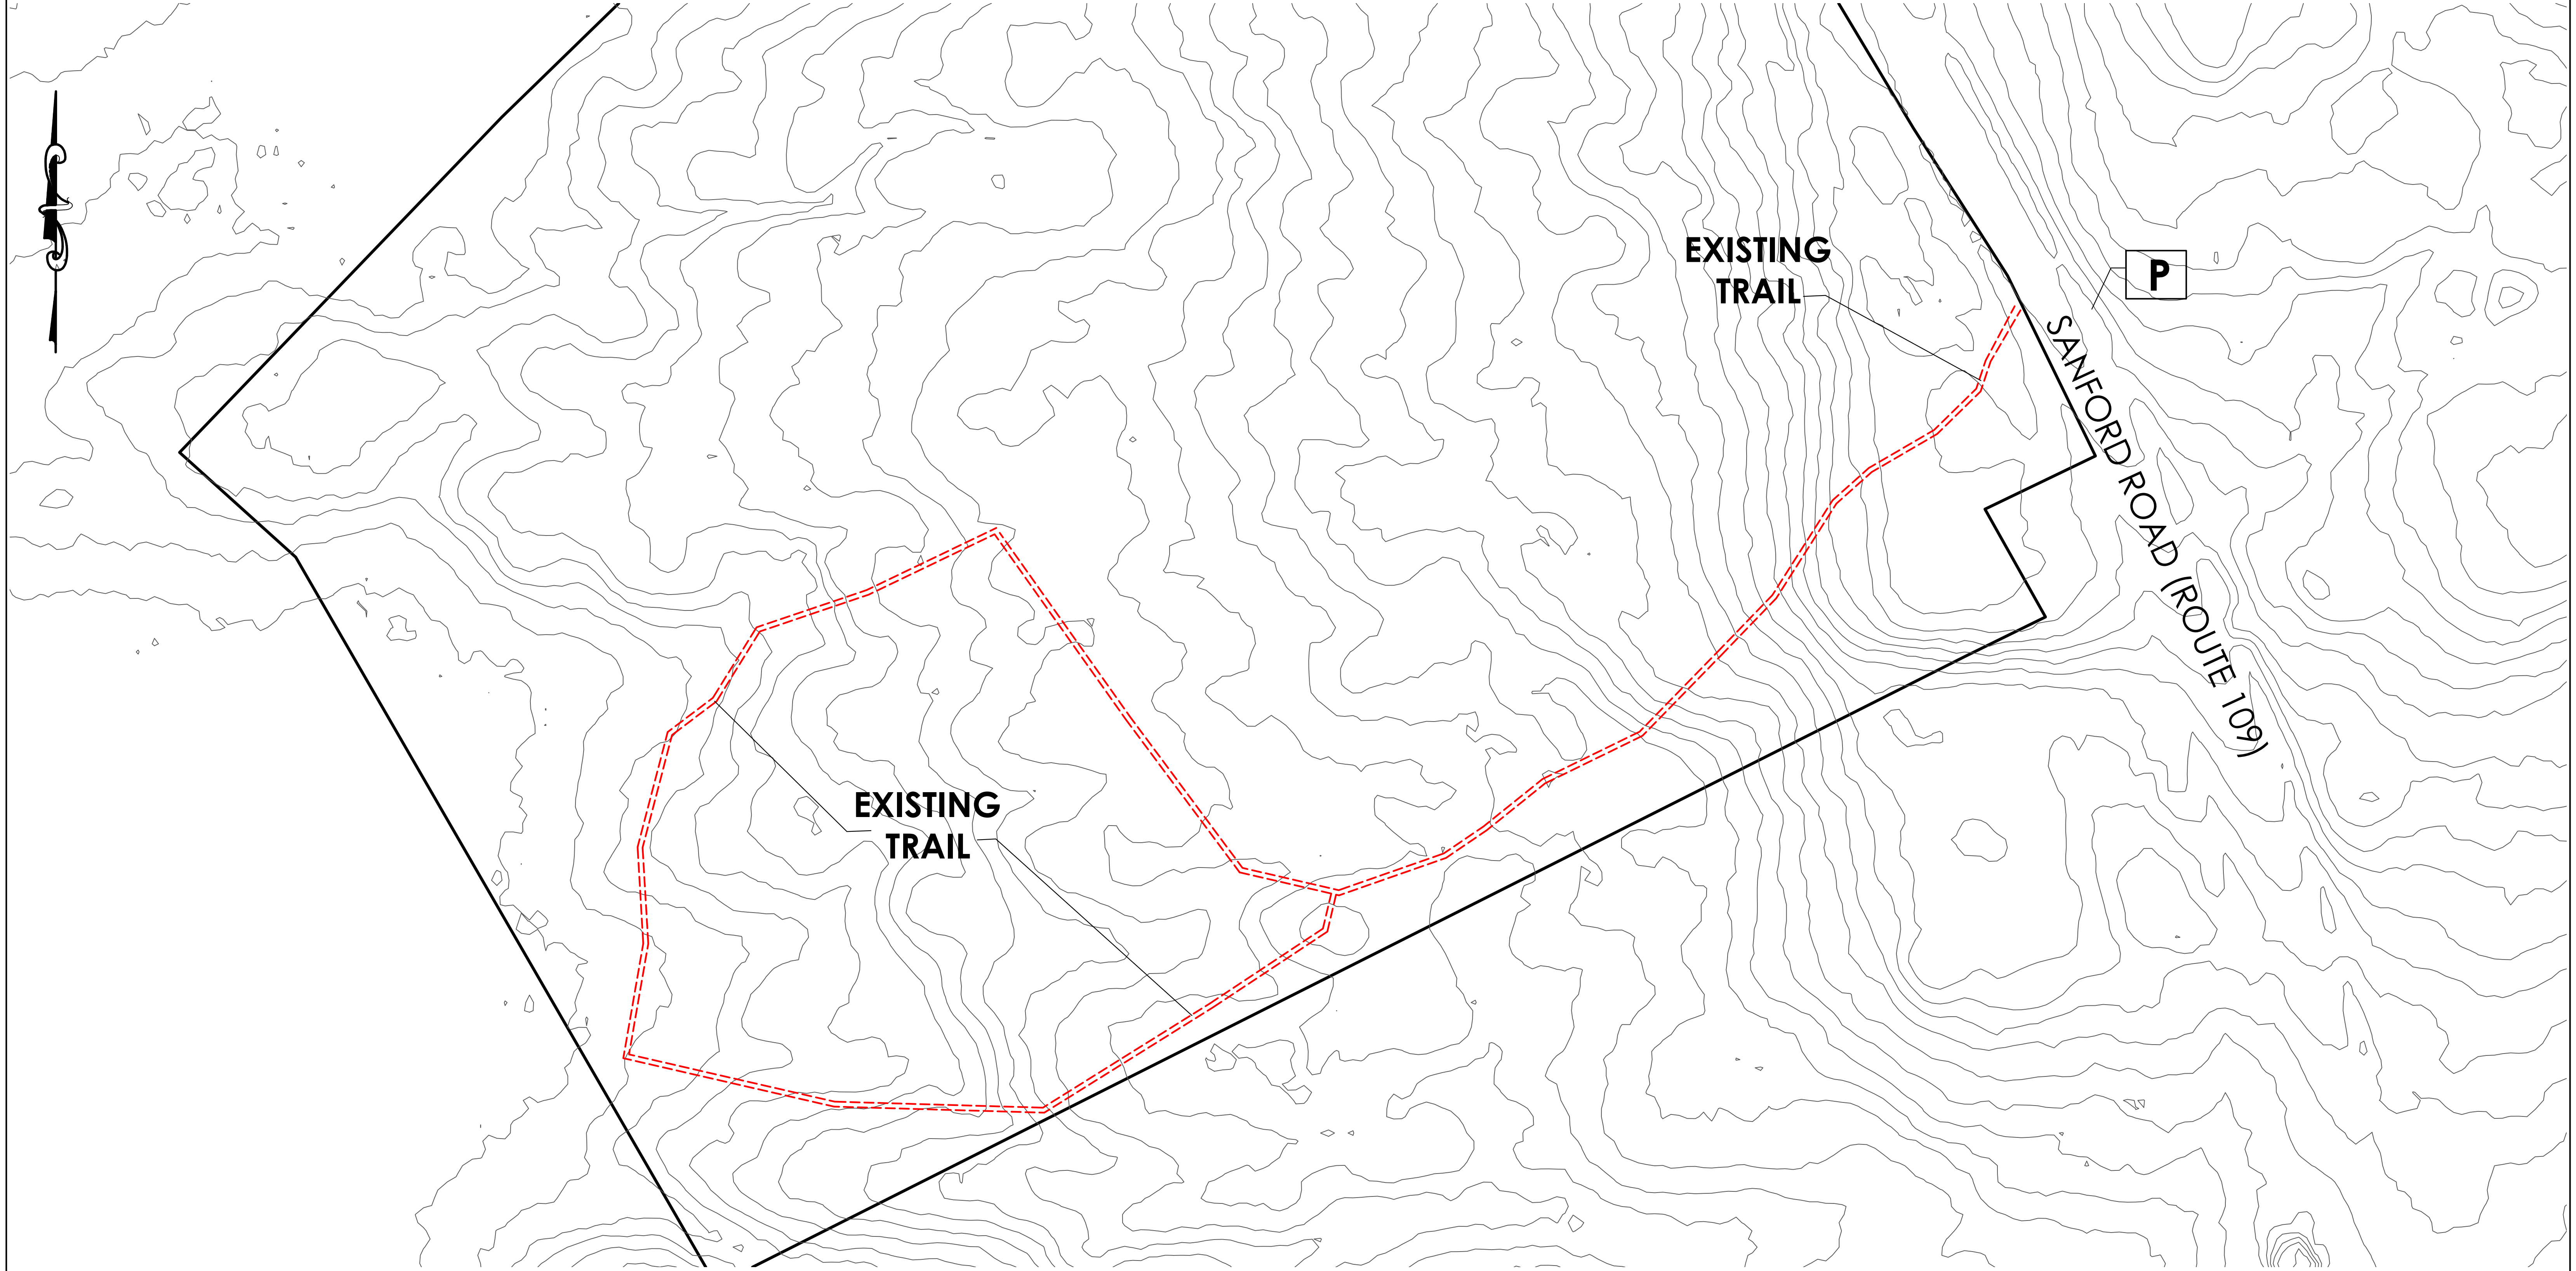 EXISTING
TRAIL
P
SANFORD ROAD (ROUTE 109)
EXISTING
TRAIL